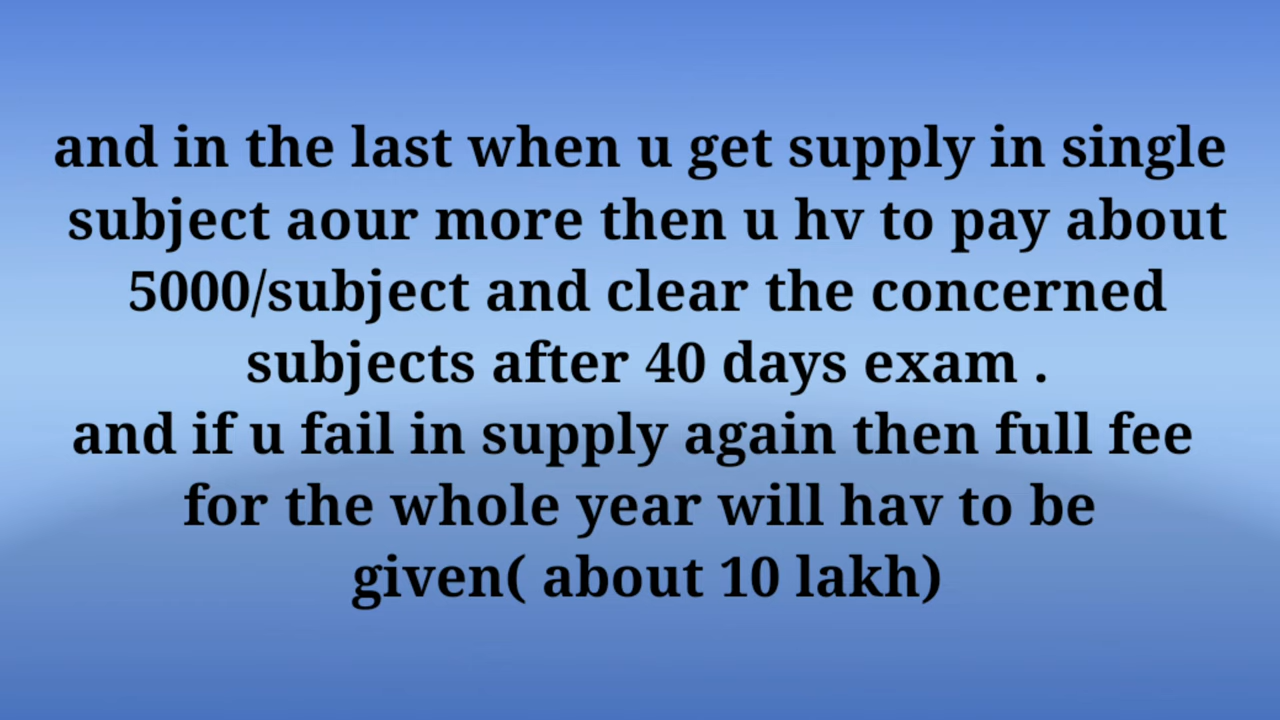 and in the last when u get supply in single
subject aour more then u hv to pay about
5000/subject and clear the concerned
subjects after 40 days exam .
and if u fail in supply again then full fee
for the whole year will hav to be
given( about 10 lakh)